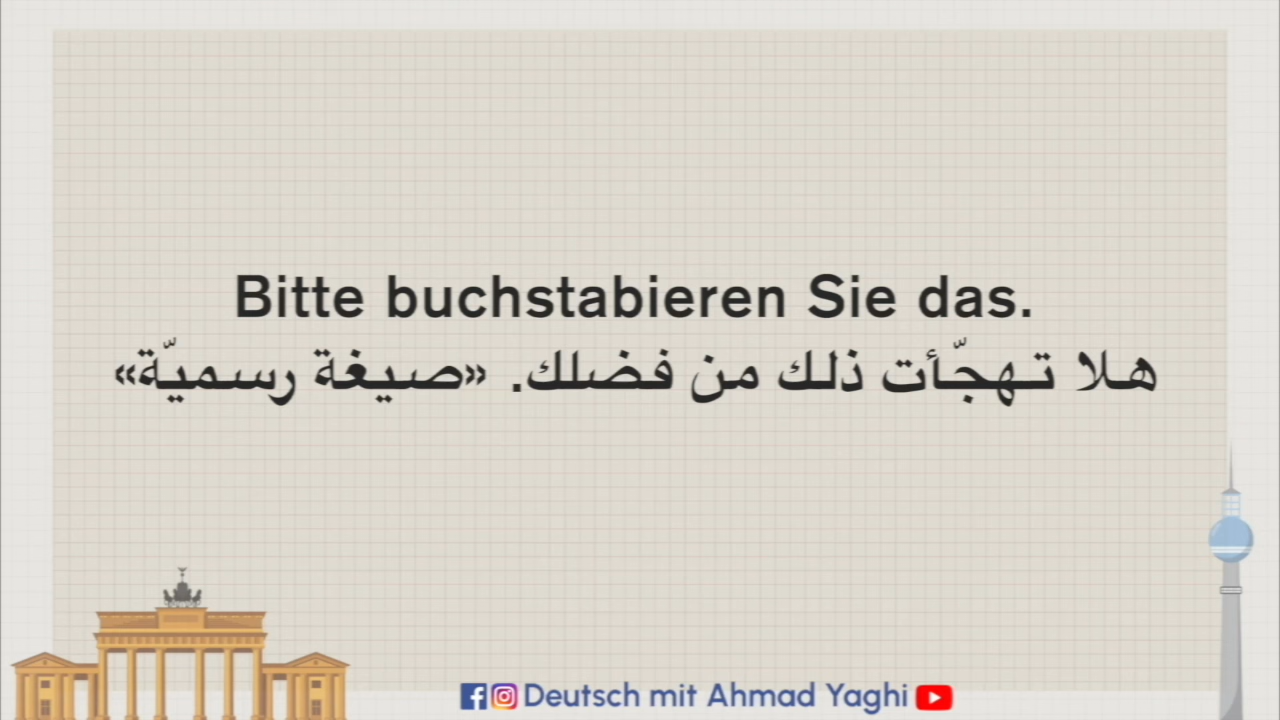 Bitte buchstabieren Sie das.
هلا تهجّأت ذلك من فضلك. «صيغة رسميّة»
Deutsch mit Ahmad Yaghi